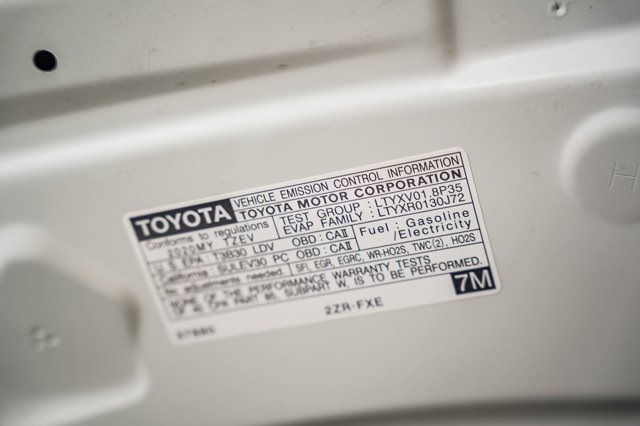 TOYOTA VEHICLE EMISSION CONTROL INFORMATION
TOYOTA MOTOR CORPORATION
Conforms to regulations TEST GROUP : LTYXV01.8P35
2020MY TZEV EVAP FAMILY : LTYXR0130J72
U.S.EPA T3B30 LDV OBD : CAII Fuel : Gasoline
California SULEV30 PC OBD : CAII /Electricity
No adjustments needed SFI, EGR, EGRC, WR-HO2S, TWC(2), HO2S
NONE OF THE PERFORMANCE WARRANTY TESTS
OF 40 CFR PART 85, SUBPART W, IS TO BE PERFORMED.
7M
2ZR-FXE
H